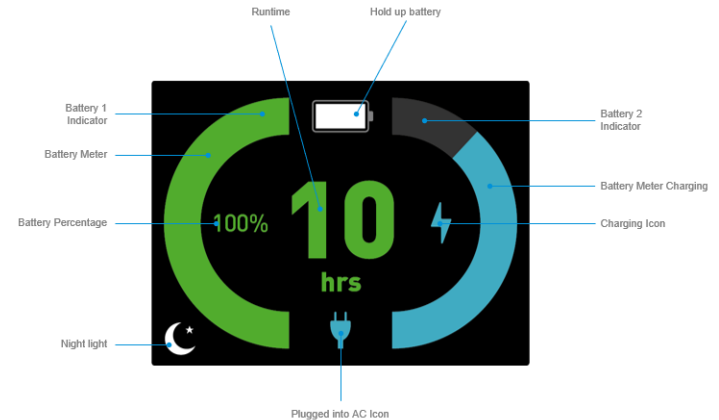 Runtime
Hold up battery
Battery 1
Indicator
Battery 2
Indicator
Battery Meter
Battery Meter Charging
Battery Percentage
100%
10
hrs
Charging Icon
Night light
Plugged into AC Icon